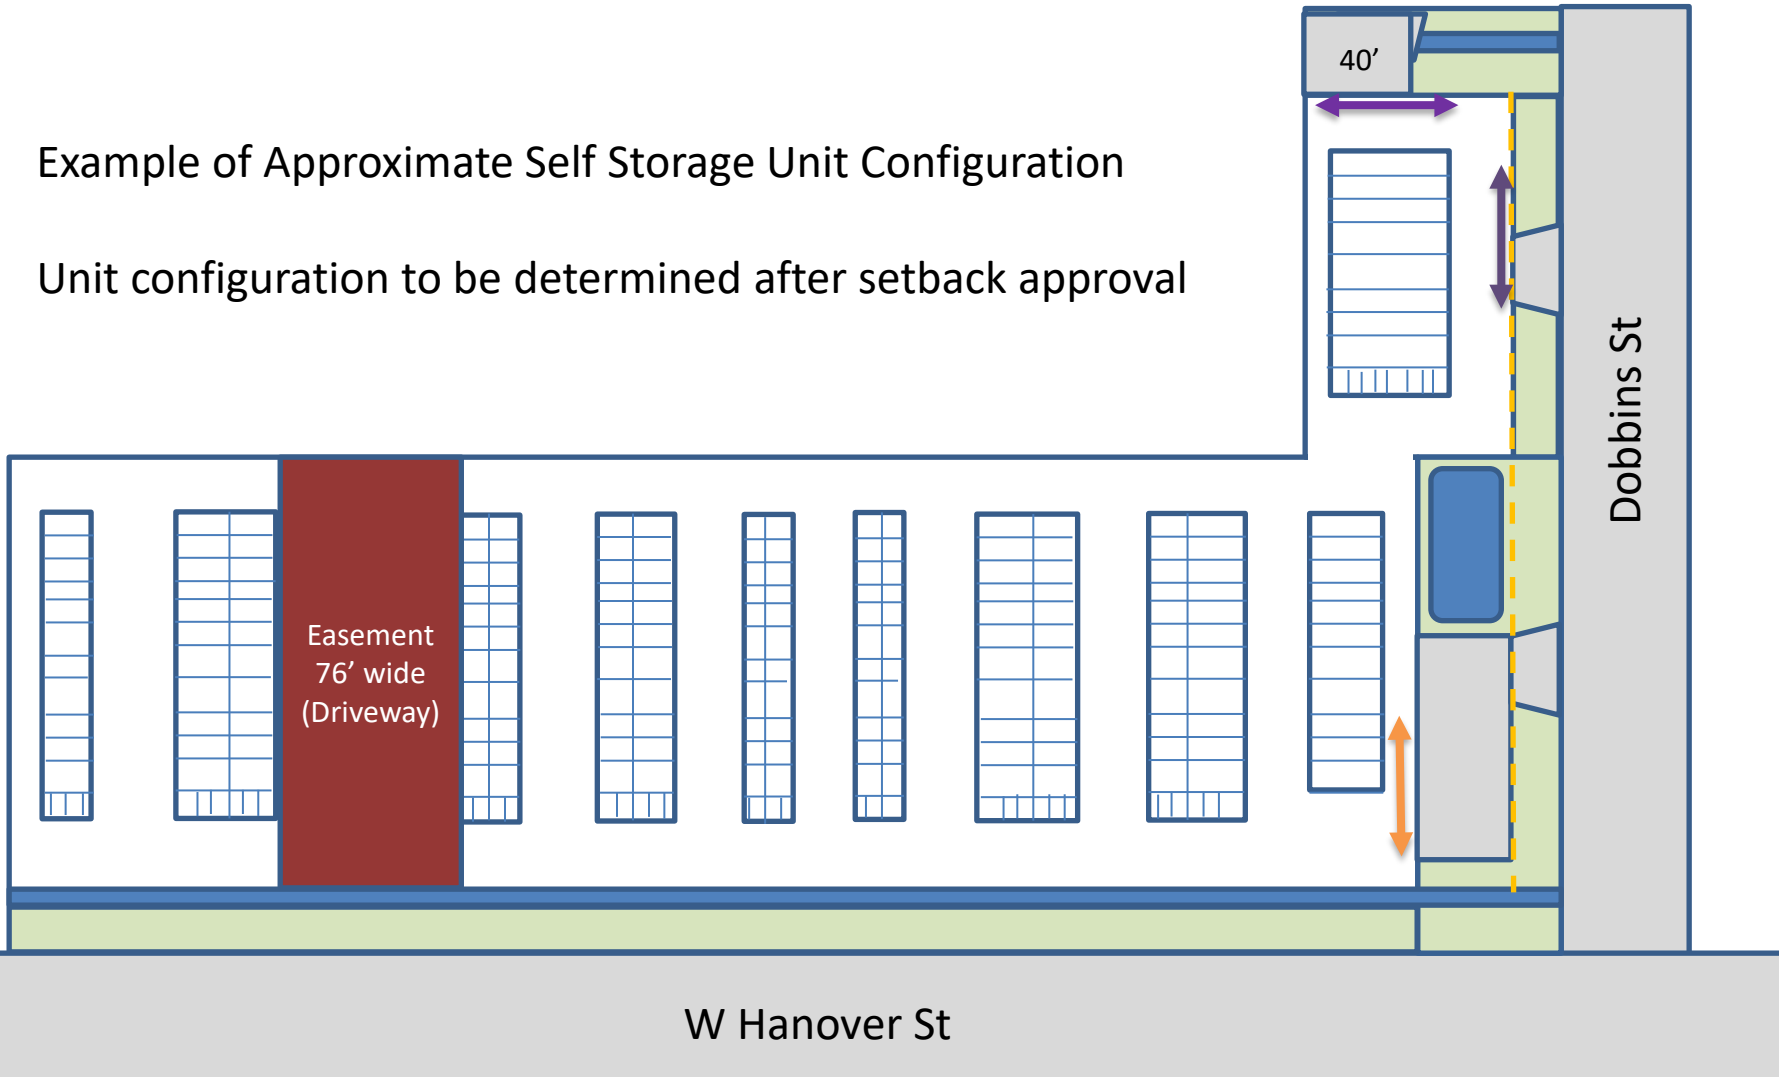 40’
Example of Approximate Self Storage Unit Configuration
Unit configuration to be determined after setback approval
Dobbins St
Easement
76’ wide
(Driveway)
W Hanover St